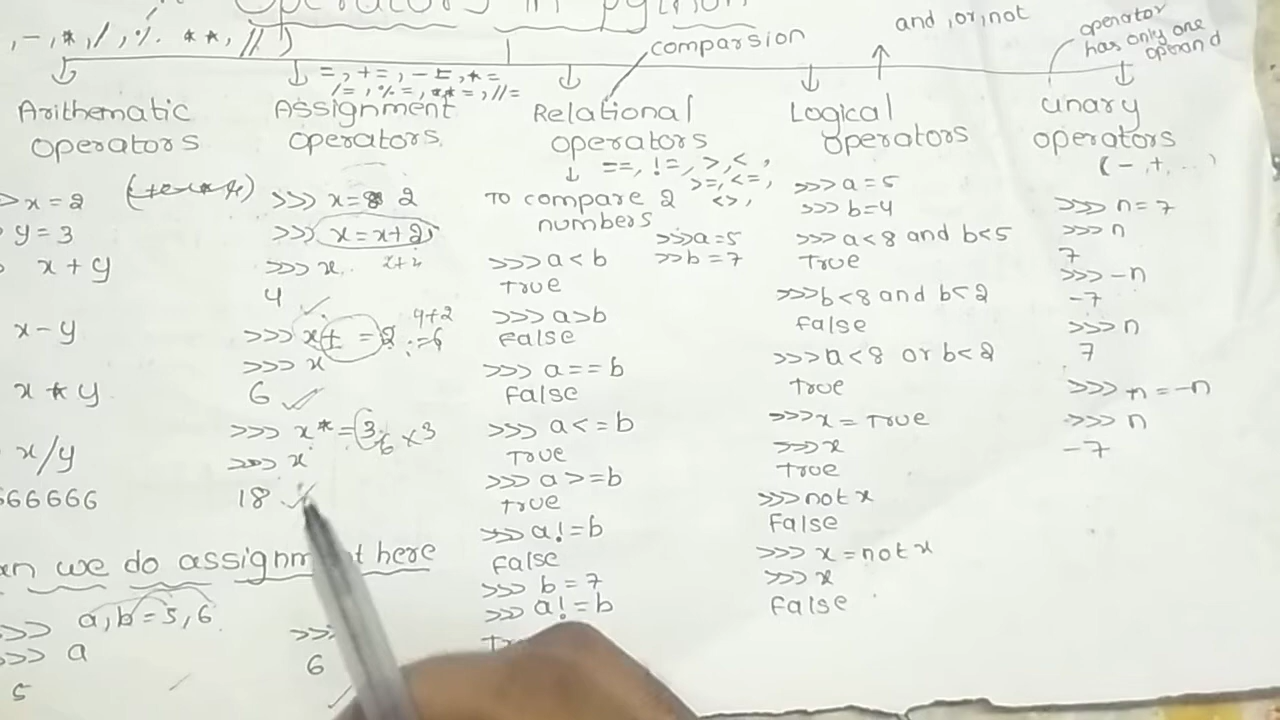 Operators in python
, -, *, /, %, **, // )
and, or, not
operator
has only one
operand
comparsion
=, +=, -=, *=
/=, %=, **=, //=
Arithematic
operators
Assignment
operators.
Relational
operators
==, !=, >, <,
>=, <=,
<>,
Logical
operators
unary
operators
(-, +, ...)
> x=2
y=3
x+y
x-y
x*y
x/y
666666
>>> x= 2
>>> x=x+2
x+2
>>> x
4
>>> x+ =2
4+2
=6
>>> x
6
>>> x* =3
6×3
>>> x
18
To compare 2
numbers
>>>a=5
>>b=7
>>>a<b
True
>>>a>b
False
>>>a==b
False
>>>a<=b
True
>>>a>=b
True
>>>a!=b
False
>>> b=7
>>> a!=b
>>>a=5
>>>b=4
>>>a<8 and b<5
True
>>>b<8 and b<2
False
>>>a<8 or b<2
True
>>>x=True
>>>x
True
>>>not x
False
>>> x=not x
>>> x
False
>>> n=7
>>> n
7
>>>-n
-7
>>>n
7
>>> n=-n
>>>> n
-7
we do assignm t here
>>> a,b=5,6
>>> a
5
>>>
6